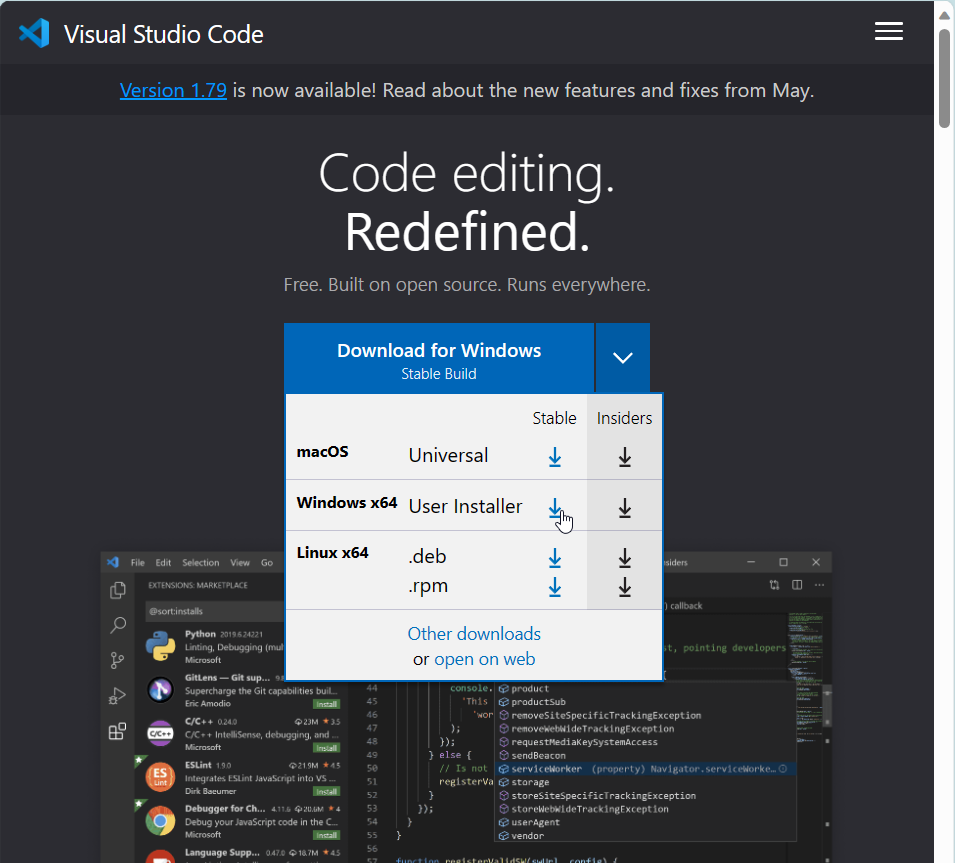 Visual Studio Code
Version 1.79 is now available! Read about the new features and fixes from May.
Code editing.
Redefined.
Free. Built on open source. Runs everywhere.
Download for Windows
Stable Build
Stable Insiders
macOS Universal
Windows x64 User Installer
Linux x64 .deb
.rpm
Other downloads
or open on web
File Edit Selection View Go
EXTENSIONS: MARKETPLACE
@sort:installs
Python 2019.6.24221
Linting, Debugging (mul
Microsoft
GitLens — Git sup...
Supercharge the Git capabilities buil...
Eric Amodio Install
C/C++ 0.24.0 23M 3.5
C/C++ IntelliSense, debugging, and ...
Microsoft Install
ESLint 1.9.0 21.9M 4.5
Integrates ESLint JavaScript into VS ...
Dirk Baeumer Install
Debugger for Ch... 4.11.6 20.6M 4
Debug your JavaScript code in the C...
Microsoft Install
Language Supp... 0.47.0 18.7M 4.5
nsiders
) callback
st, pointing developers
44 console.
45 'This
46 'wor
47 );
48 });
49 } else {
50 // Is not
51 registerVa
52 }
53 });
54 }
55 }
56
57 function registerValidSW(swUrl, config) {
product
productSub
removeSiteSpecificTrackingException
removeWebWideTrackingException
requestMediaKeySystemAccess
sendBeacon
serviceWorker (property) Navigator.serviceWorke...
storage
storeSiteSpecificTrackingException
storeWebWideTrackingException
userAgent
vendor